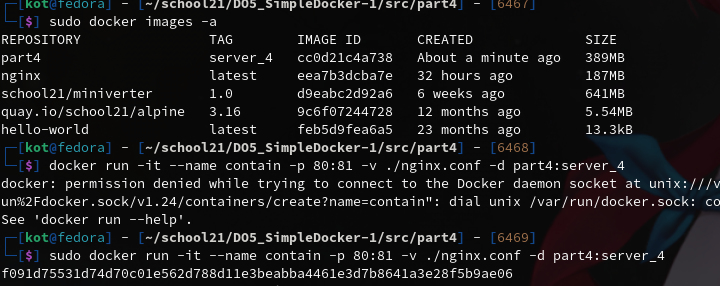 [kot@fedora] - [~/school21/DO5_SimpleDocker-1/src/part4] - [6467]
[$] sudo docker images -a
REPOSITORY TAG IMAGE ID CREATED SIZE
part4 server_4 cc0d21c4a738 About a minute ago 389MB
nginx latest eea7b3dcba7e 32 hours ago 187MB
school21/miniverter 1.0 d9eabc2d92a6 6 weeks ago 641MB
quay.io/school21/alpine 3.16 9c6f07244728 12 months ago 5.54MB
hello-world latest feb5d9fea6a5 23 months ago 13.3kB
[kot@fedora] - [~/school21/DO5_SimpleDocker-1/src/part4] - [6468]
[$] docker run -it --name contain -p 80:81 -v ./nginx.conf -d part4:server_4
docker: permission denied while trying to connect to the Docker daemon socket at unix:///v
un%2Fdocker.sock/v1.24/containers/create?name=contain": dial unix /var/run/docker.sock: co
See 'docker run --help'.
[kot@fedora] - [~/school21/DO5_SimpleDocker-1/src/part4] - [6469]
[$] sudo docker run -it --name contain -p 80:81 -v ./nginx.conf -d part4:server_4
f091d75531d74d70c01e562d788d11e3beabba4461e3d7b8641a3e28f5b9ae06